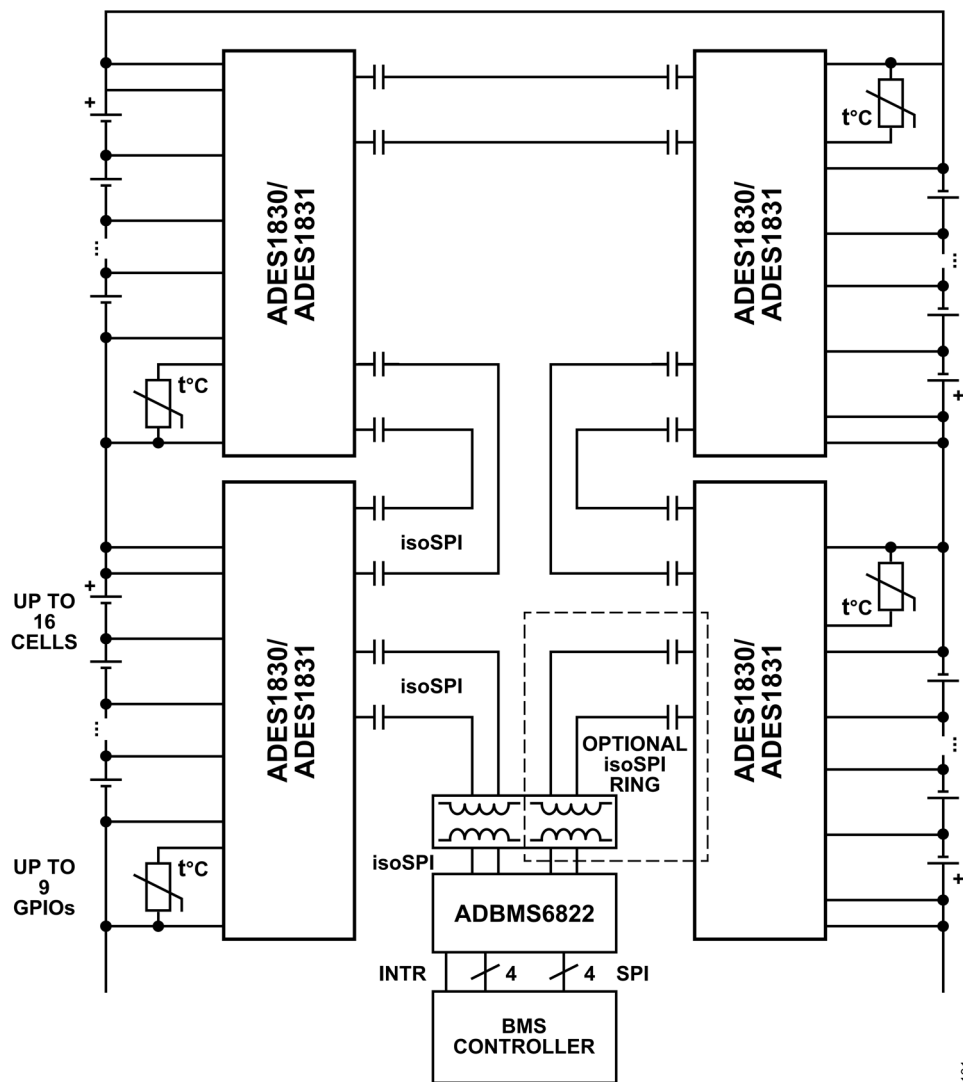 +
t°C
ADES1830/
ADES1831
ADES1830/
ADES1831
...
...
t°C
+
isoSPI
+
UP TO
16
CELLS
t°C
ADES1830/
ADES1831
isoSPI
ADES1830/
ADES1831
...
OPTIONAL
isoSPI
RING
...
isoSPI
UP TO
9
GPIOs
t°C
+
ADBMS6822
INTR
4
4
SPI
BMS
CONTROLLER